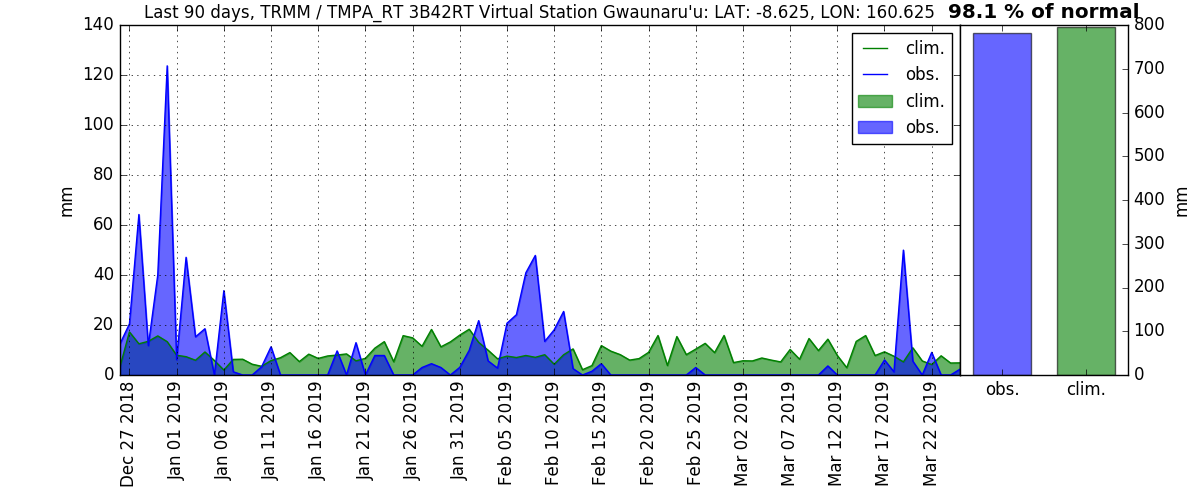 Last 90 days, TRMM / TMPA_RT 3B42RT Virtual Station Gwaunaru'u: LAT: -8.625, LON: 160.625 98.1 % of normal
140
120
100
80
60
40
20
0
mm
clim.
obs.
clim.
obs.
800
700
600
500
400
300
200
100
0
mm
Dec 27 2018
Jan 01 2019
Jan 06 2019
Jan 11 2019
Jan 16 2019
Jan 21 2019
Jan 26 2019
Jan 31 2019
Feb 05 2019
Feb 10 2019
Feb 15 2019
Feb 20 2019
Feb 25 2019
Mar 02 2019
Mar 07 2019
Mar 12 2019
Mar 17 2019
Mar 22 2019
obs. clim.